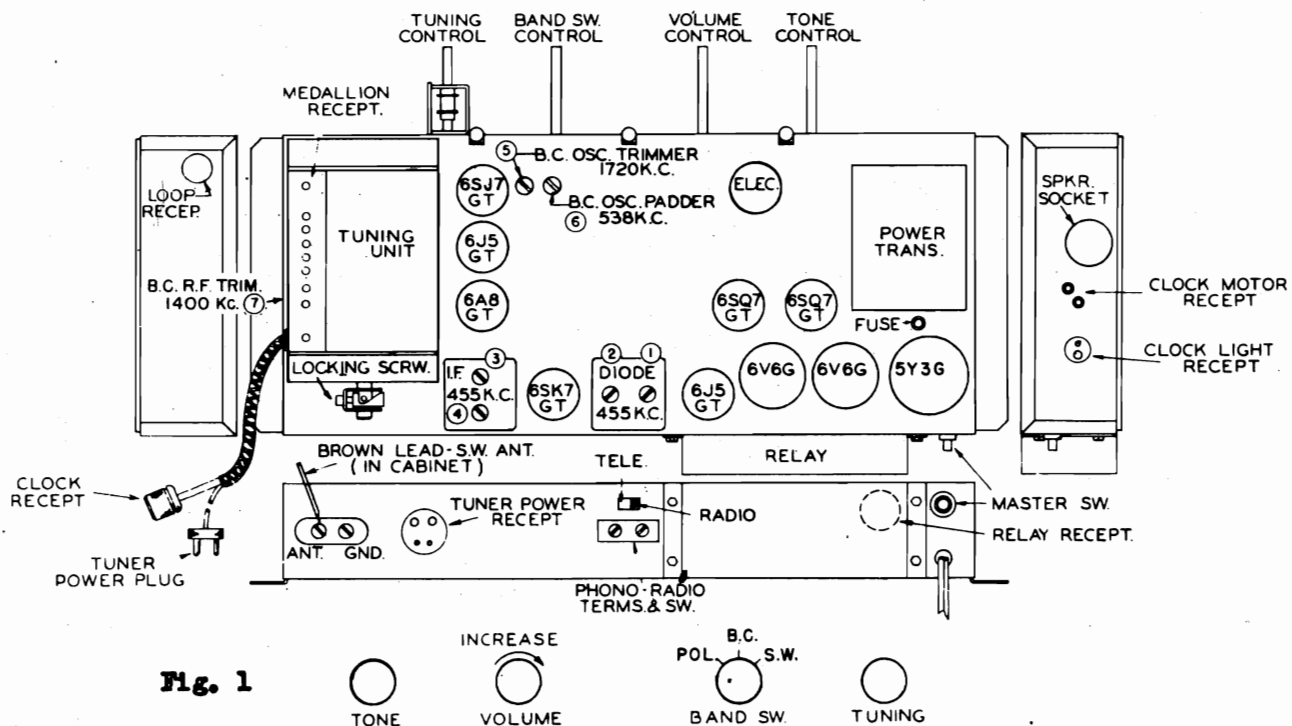 TUNING
CONTROL
BAND SW.
CONTROL
VOLUME
CONTROL
TONE
CONTROL
MEDALLION
RECEPT.
LOOP
RECEP.
TUNING
UNIT
B.C. R.F. TRIM.
1400 Kc. 7
LOCKING SCRW.
6SJ7
GT
6J5
GT
6A8
GT
5 B.C. OSC. TRIMMER
1720K.C.
B.C. OSC. PADDER
6 538K.C.
ELEC.
POWER
TRANS.
SPKR.
SOCKET
CLOCK MOTOR
RECEPT
CLOCK LIGHT
RECEPT
6SQ7
GT
6SQ7
GT
FUSE
3
I.F.
455 K.C.
4
6SK7
GT
2 1
DIODE
455 K.C.
6J5
GT
6V6G
6V6G
5Y3G
BROWN LEAD-S.W. ANT.
(IN CABINET)
TELE.
RELAY
CLOCK
RECEPT
TUNER
POWER PLUG
ANT. GND.
TUNER POWER
RECEPT
RADIO
MASTER SW.
RELAY RECEPT.
PHONO-RADIO
TERMS. & SW.
Fig. 1
TONE
INCREASE
VOLUME
POL. B.C. S.W.
BAND SW.
TUNING